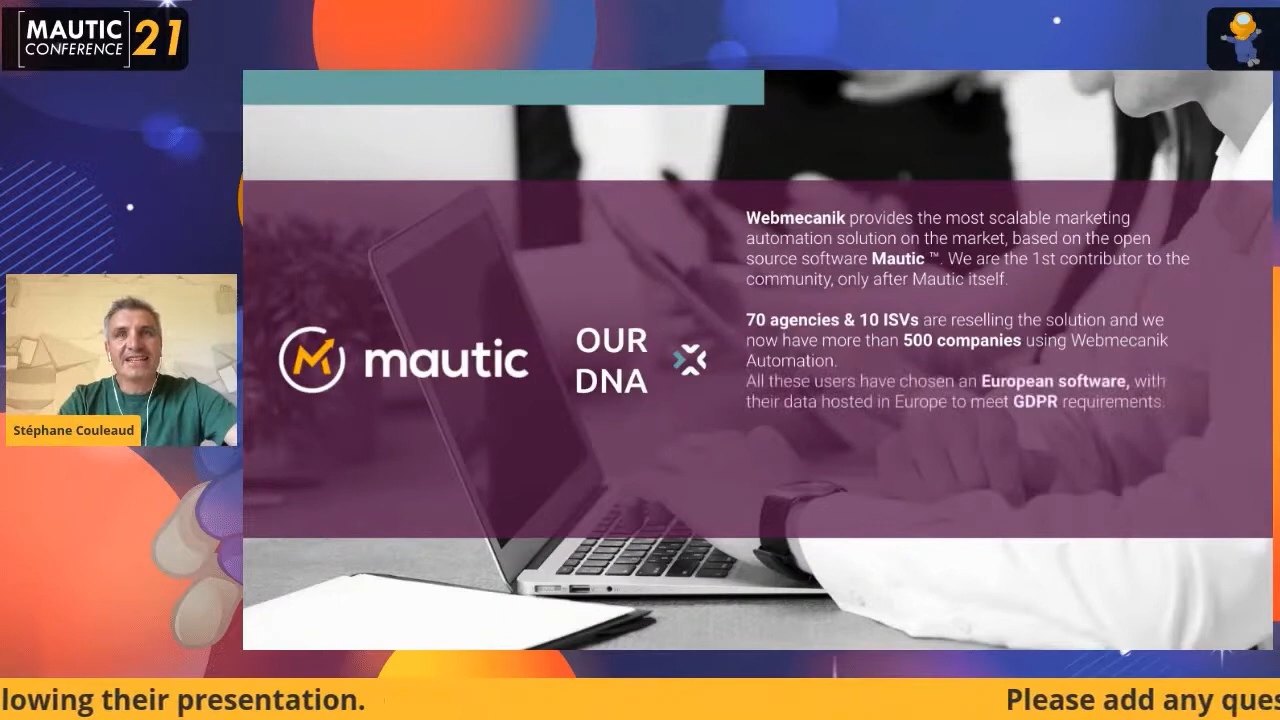 MAUTIC
CONFERENCE
21
Webmecanik provides the most scalable marketing
automation solution on the market, based on the open
source software Mautic ™. We are the 1st contributor to the
community, only after Mautic itself.
70 agencies & 10 ISVs are reselling the solution and we
now have more than 500 companies using Webmecanik
Automation.
All these users have chosen an European software, with
their data hosted in Europe to meet GDPR requirements.
mautic
OUR
DNA
Stéphane Couleaud
lowing their presentation.
Please add any ques